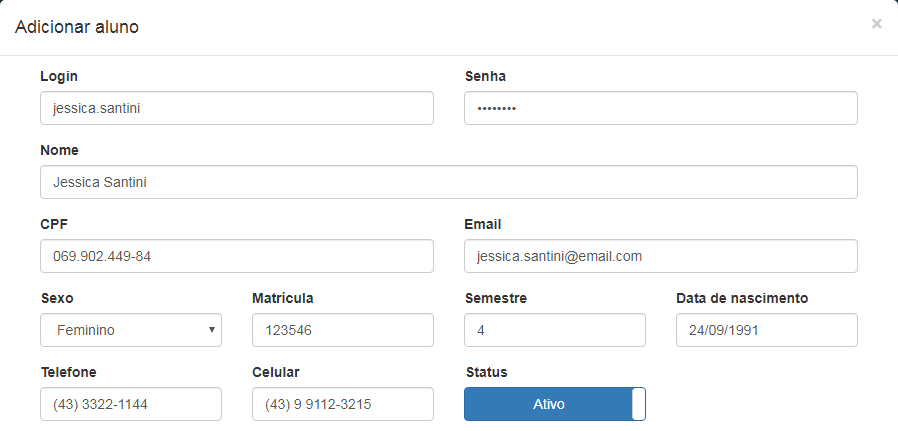 Adicionar aluno ×
Login Senha
jessica.santini ••••••••
Nome
Jessica Santini
CPF Email
069.902.449-84 jessica.santini@email.com
Sexo Matrícula Semestre Data de nascimento
Feminino 123546 4 24/09/1991
Telefone Celular Status
(43) 3322-1144 (43) 9 9112-3215 Ativo